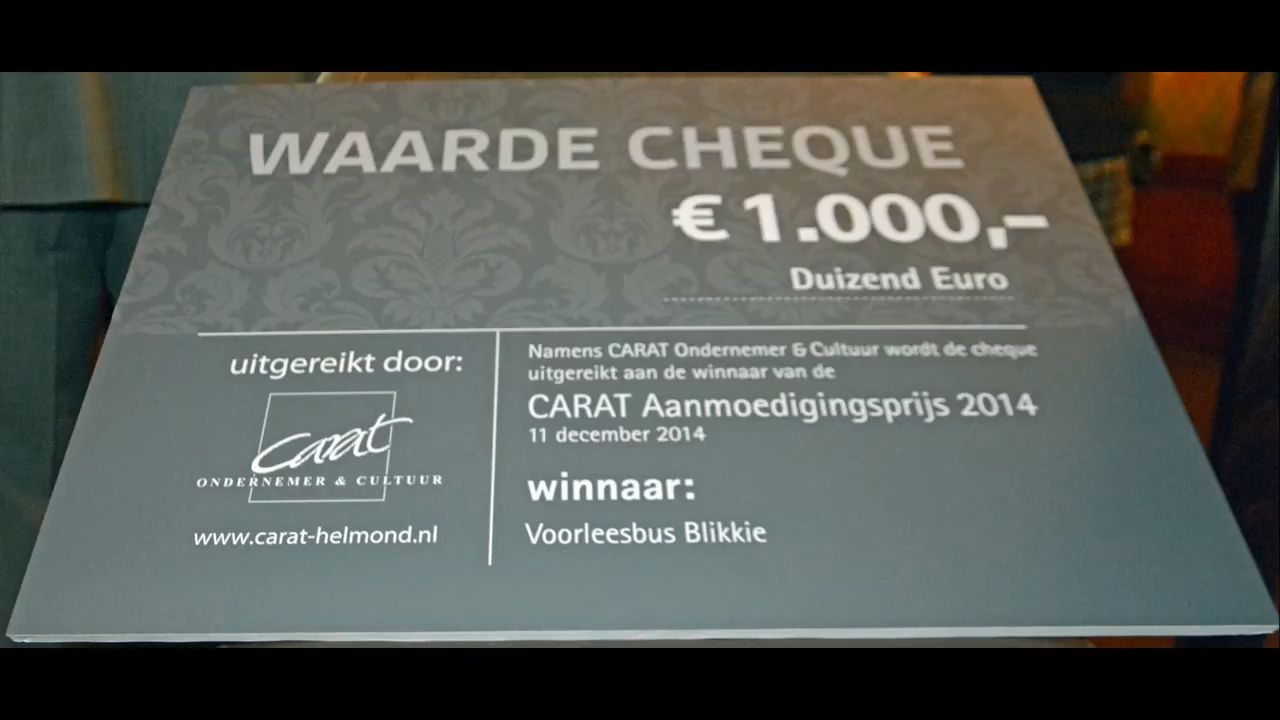 WAARDE CHEQUE
€ 1.000,-
Duizend Euro
uitgereikt door:
Carat
ONDERNEMER & CULTUUR
www.carat-helmond.nl
Namens CARAT Ondernemer & Cultuur wordt de cheque
uitgereikt aan de winnaar van de
CARAT Aanmoedigingsprijs 2014
11 december 2014
winnaar:
Voorleesbus Blikkie